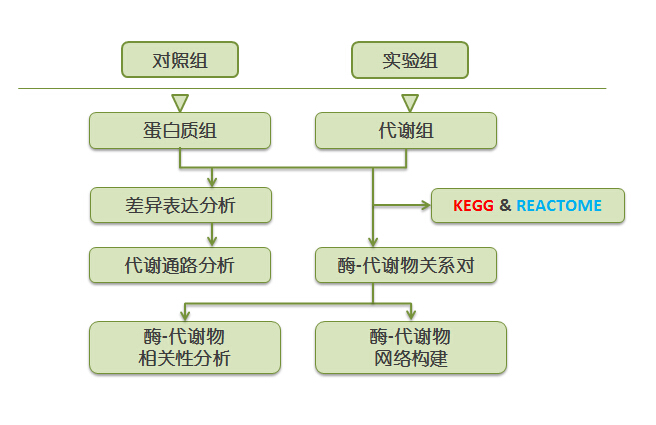 对照组
实验组
蛋白质组
代谢组
差异表达分析
KEGG & REACTOME
代谢通路分析
酶-代谢物关系对
酶-代谢物
相关性分析
酶-代谢物
网络构建